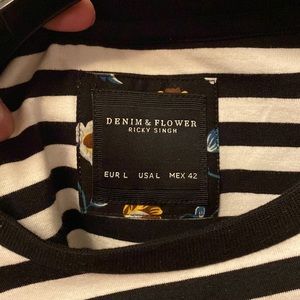 DENIM & FLOWER
RICKY SINGH
EUR L USA L MEX 42